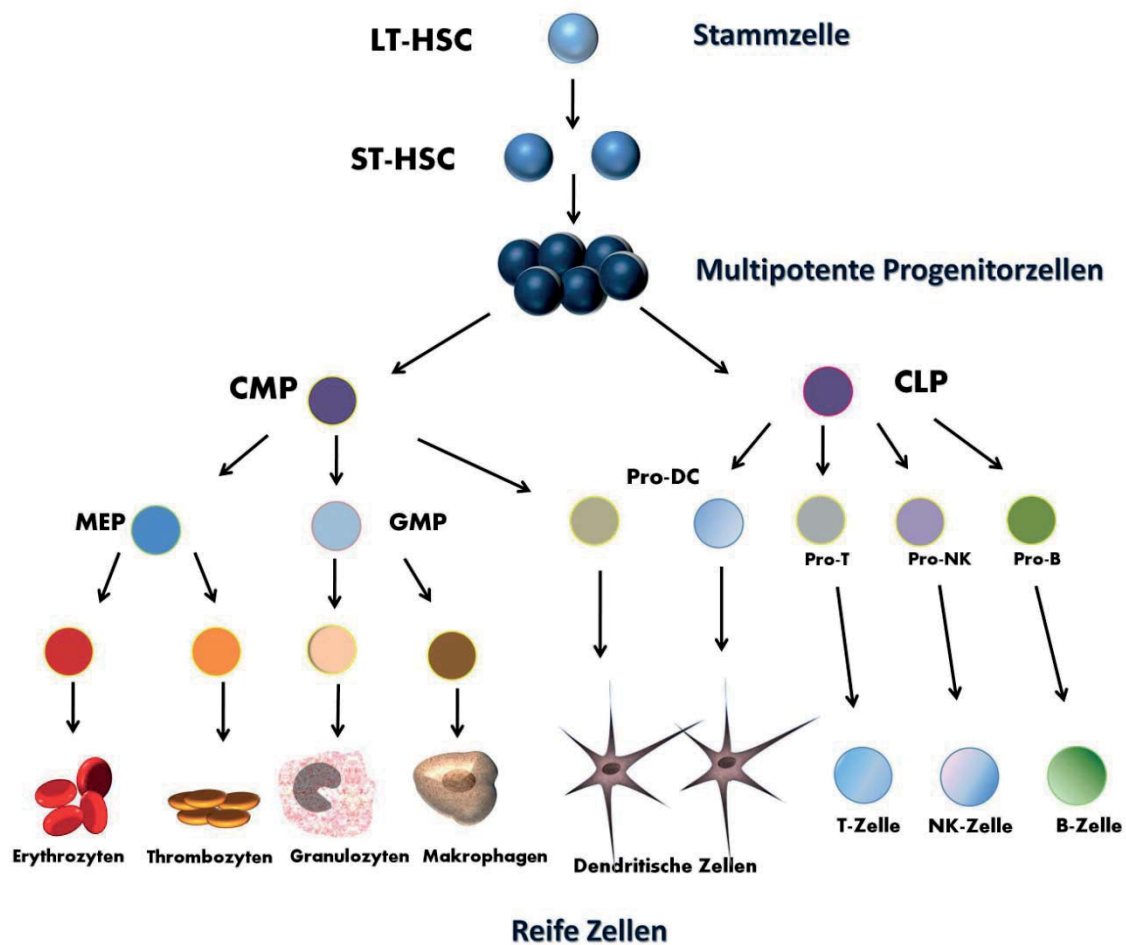 LT-HSC
Stammzelle
ST-HSC
Multipotente Progenitorzellen
CMP
CLP
Pro-DC
MEP
GMP
Pro-T
Pro-NK
Pro-B
T-Zelle
NK-Zelle
B-Zelle
Erythrozyten
Thrombozyten
Granulozyten
Makrophagen
Dendritische Zellen
Reife Zellen